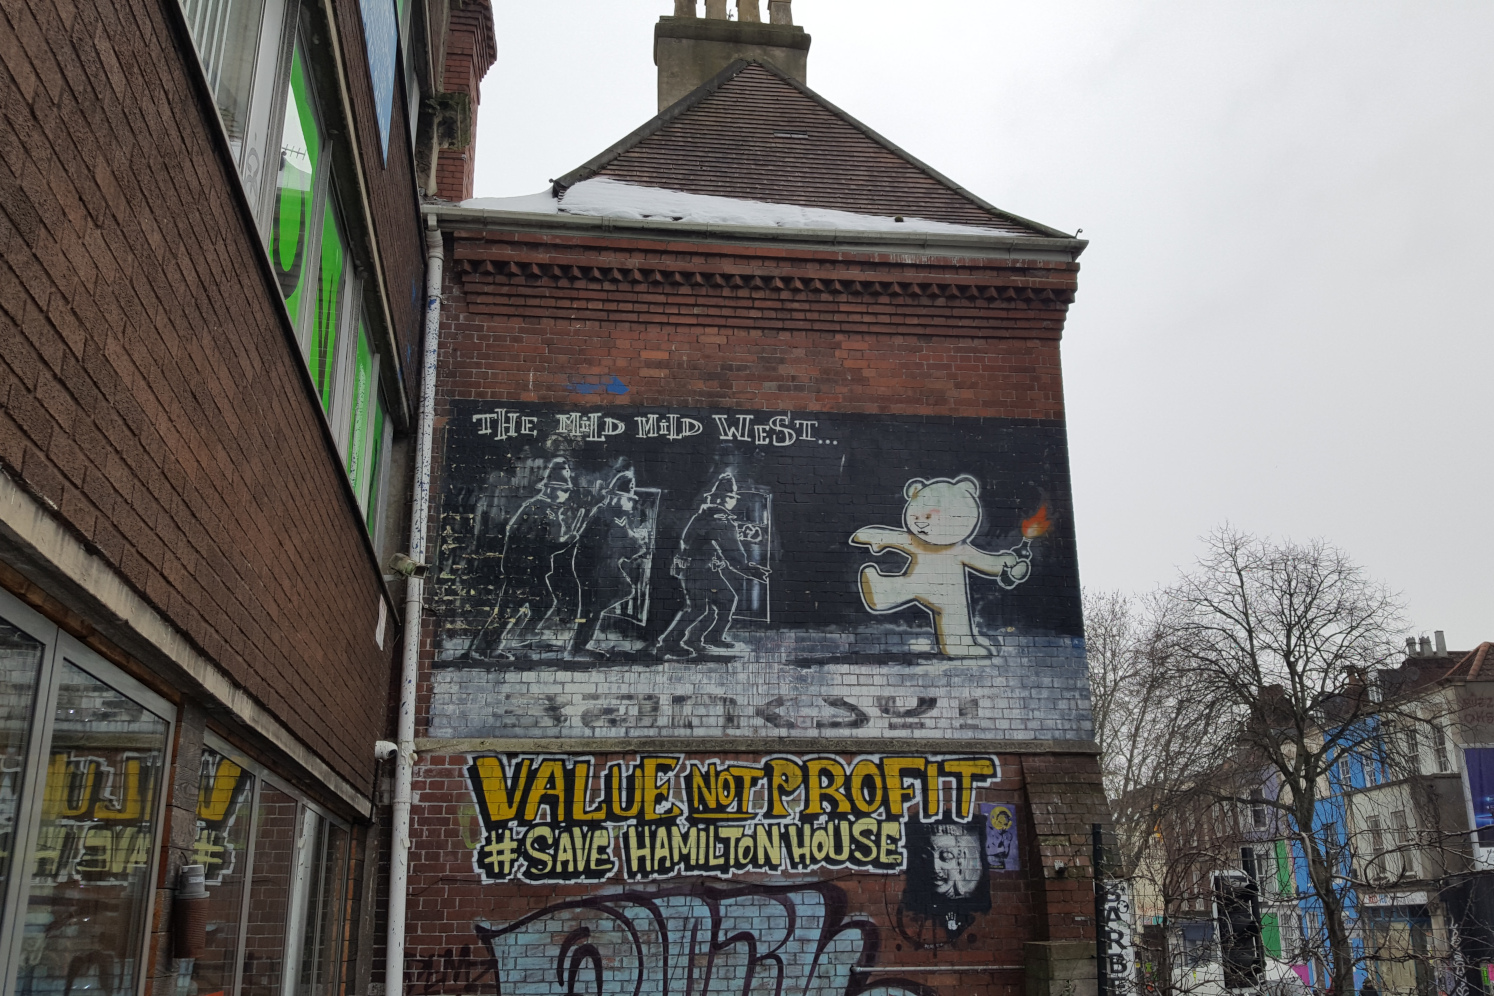 THE MILD MILD WEST...
Banksy!
VALUE NOT PROFIT
#SAVE HAMILTON HOUSE